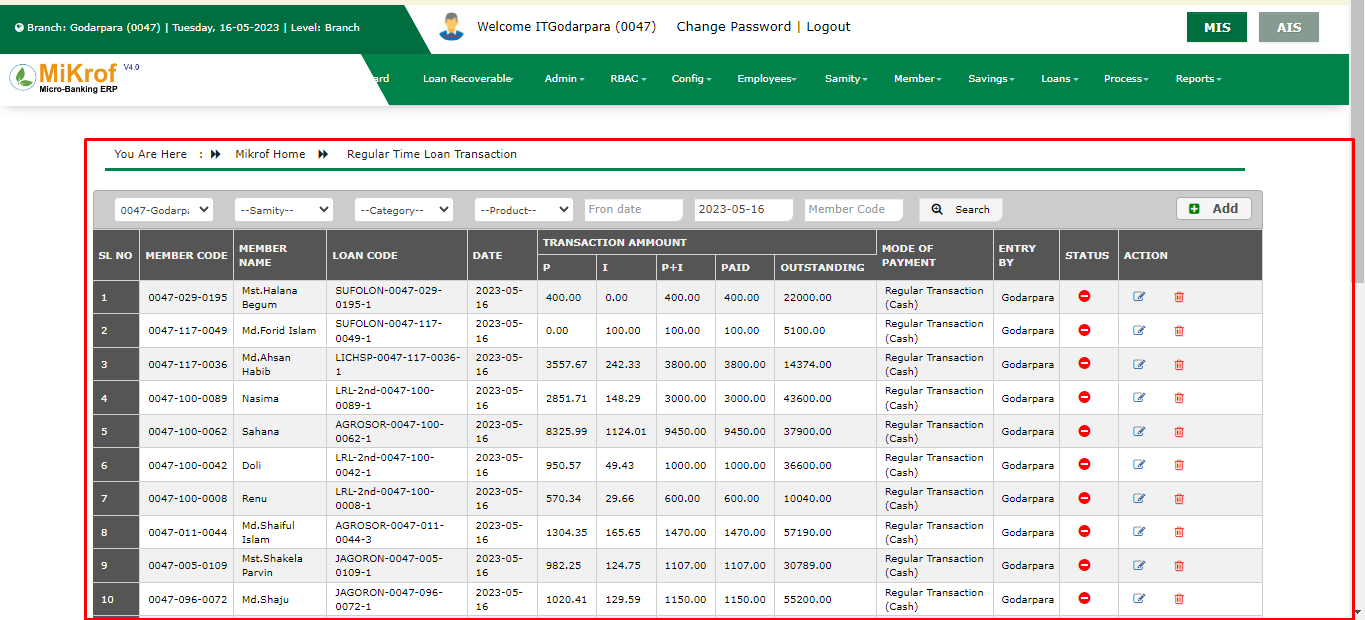 Branch: Godarpara (0047) | Tuesday, 16-05-2023 | Level: Branch
Welcome ITGodarpara (0047) Change Password | Logout
MIS AIS
MiKrof V4.0
Micro-Banking ERP
ard Loan Recoverable Admin RBAC Config Employees Samity Member Savings Loans Process Reports
You Are Here : Mikrof Home Regular Time Loan Transaction
0047-Godarpa --Samity-- --Category-- --Product-- Fron date 2023-05-16 Member Code Search Add
SL NO MEMBER CODE MEMBER NAME LOAN CODE DATE TRANSACTION AMMOUNT MODE OF PAYMENT ENTRY BY STATUS ACTION
P I P+I PAID OUTSTANDING
1 0047-029-0195 Mst.Halana Begum SUFOLON-0047-029-0195-1 2023-05-16 400.00 0.00 400.00 400.00 22000.00 Regular Transaction (Cash) Godarpara
2 0047-117-0049 Md.Forid Islam SUFOLON-0047-117-0049-1 2023-05-16 0.00 100.00 100.00 100.00 5100.00 Regular Transaction (Cash) Godarpara
3 0047-117-0036 Md.Ahsan Habib LICHSP-0047-117-0036-1 2023-05-16 3557.67 242.33 3800.00 3800.00 14374.00 Regular Transaction (Cash) Godarpara
4 0047-100-0089 Nasima LRL-2nd-0047-100-0089-1 2023-05-16 2851.71 148.29 3000.00 3000.00 43600.00 Regular Transaction (Cash) Godarpara
5 0047-100-0062 Sahana AGROSOR-0047-100-0062-1 2023-05-16 8325.99 1124.01 9450.00 9450.00 37900.00 Regular Transaction (Cash) Godarpara
6 0047-100-0042 Doli LRL-2nd-0047-100-0042-1 2023-05-16 950.57 49.43 1000.00 1000.00 36600.00 Regular Transaction (Cash) Godarpara
7 0047-100-0008 Renu LRL-2nd-0047-100-0008-1 2023-05-16 570.34 29.66 600.00 600.00 10040.00 Regular Transaction (Cash) Godarpara
8 0047-011-0044 Md.Shaiful Islam AGROSOR-0047-011-0044-3 2023-05-16 1304.35 165.65 1470.00 1470.00 57190.00 Regular Transaction (Cash) Godarpara
9 0047-005-0109 Mst.Shakela Parvin JAGORON-0047-005-0109-1 2023-05-16 982.25 124.75 1107.00 1107.00 30789.00 Regular Transaction (Cash) Godarpara
10 0047-096-0072 Md.Shaju JAGORON-0047-096-0072-1 2023-05-16 1020.41 129.59 1150.00 1150.00 55200.00 Regular Transaction (Cash) Godarpara